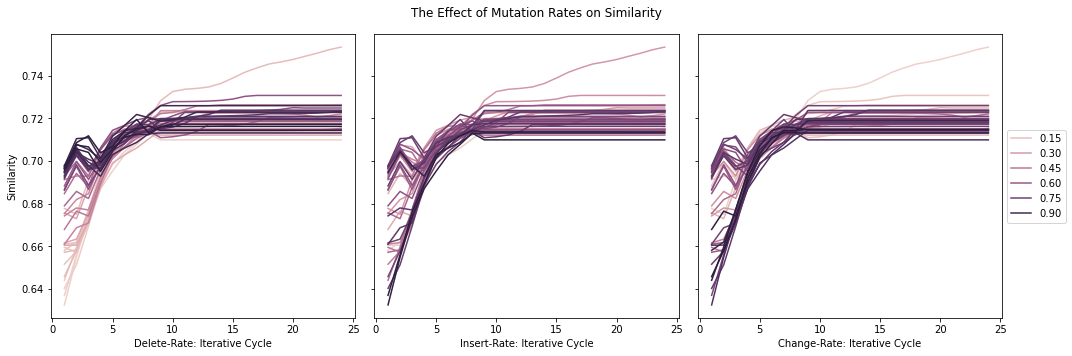 The Effect of Mutation Rates on Similarity
Similarity
0.74
0.72
0.70
0.68
0.66
0.64
0 5 10 15 20 25
0 5 10 15 20 25
0 5 10 15 20 25
Delete-Rate: Iterative Cycle
Insert-Rate: Iterative Cycle
Change-Rate: Iterative Cycle
0.15
0.30
0.45
0.60
0.75
0.90